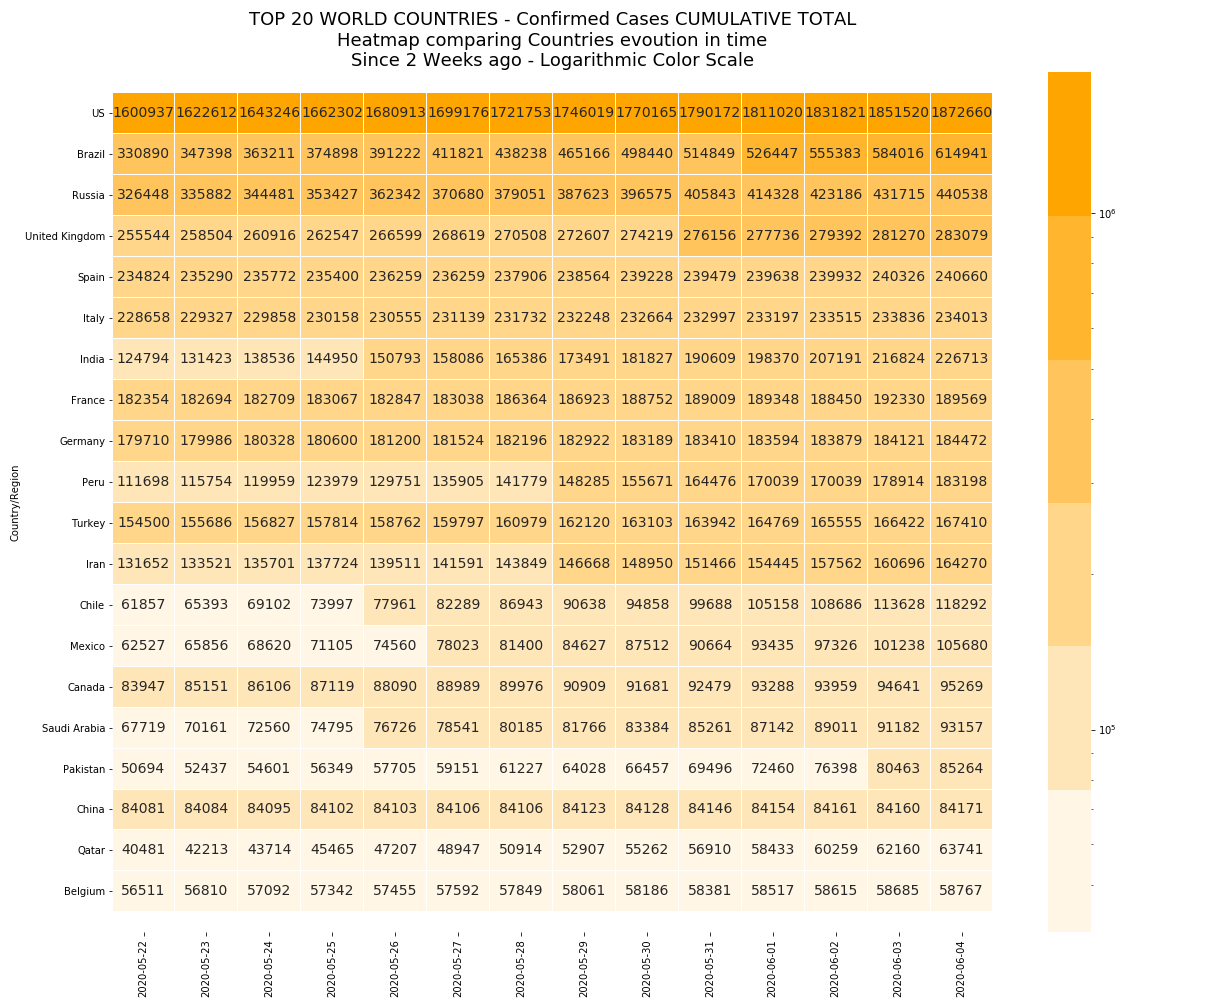 TOP 20 WORLD COUNTRIES - Confirmed Cases CUMULATIVE TOTAL
Heatmap comparing Countries evoution in time
Since 2 Weeks ago - Logarithmic Color Scale
US 1600937 1622612 1643246 1662302 1680913 1699176 1721753 1746019 1770165 1790172 1811020 1831821 1851520 1872660
Brazil 330890 347398 363211 374898 391222 411821 438238 465166 498440 514849 526447 555383 584016 614941
Russia 326448 335882 344481 353427 362342 370680 379051 387623 396575 405843 414328 423186 431715 440538
United Kingdom 255544 258504 260916 262547 266599 268619 270508 272607 274219 276156 277736 279392 281270 283079
Spain 234824 235290 235772 235400 236259 236259 237906 238564 239228 239479 239638 239932 240326 240660
Italy 228658 229327 229858 230158 230555 231139 231732 232248 232664 232997 233197 233515 233836 234013
India 124794 131423 138536 144950 150793 158086 165386 173491 181827 190609 198370 207191 216824 226713
France 182354 182694 182709 183067 182847 183038 186364 186923 188752 189009 189348 188450 192330 189569
Germany 179710 179986 180328 180600 181200 181524 182196 182922 183189 183410 183594 183879 184121 184472
Peru 111698 115754 119959 123979 129751 135905 141779 148285 155671 164476 170039 170039 178914 183198
Turkey 154500 155686 156827 157814 158762 159797 160979 162120 163103 163942 164769 165555 166422 167410
Iran 131652 133521 135701 137724 139511 141591 143849 146668 148950 151466 154445 157562 160696 164270
Chile 61857 65393 69102 73997 77961 82289 86943 90638 94858 99688 105158 108686 113628 118292
Mexico 62527 65856 68620 71105 74560 78023 81400 84627 87512 90664 93435 97326 101238 105680
Canada 83947 85151 86106 87119 88090 88989 89976 90909 91681 92479 93288 93959 94641 95269
Saudi Arabia 67719 70161 72560 74795 76726 78541 80185 81766 83384 85261 87142 89011 91182 93157
Pakistan 50694 52437 54601 56349 57705 59151 61227 64028 66457 69496 72460 76398 80463 85264
China 84081 84084 84095 84102 84103 84106 84106 84123 84128 84146 84154 84161 84160 84171
Qatar 40481 42213 43714 45465 47207 48947 50914 52907 55262 56910 58433 60259 62160 63741
Belgium 56511 56810 57092 57342 57455 57592 57849 58061 58186 58381 58517 58615 58685 58767
2020-05-22 2020-05-23 2020-05-24 2020-05-25 2020-05-26 2020-05-27 2020-05-28 2020-05-29 2020-05-30 2020-05-31 2020-06-01 2020-06-02 2020-06-03 2020-06-04
Country/Region
10⁶
10⁵